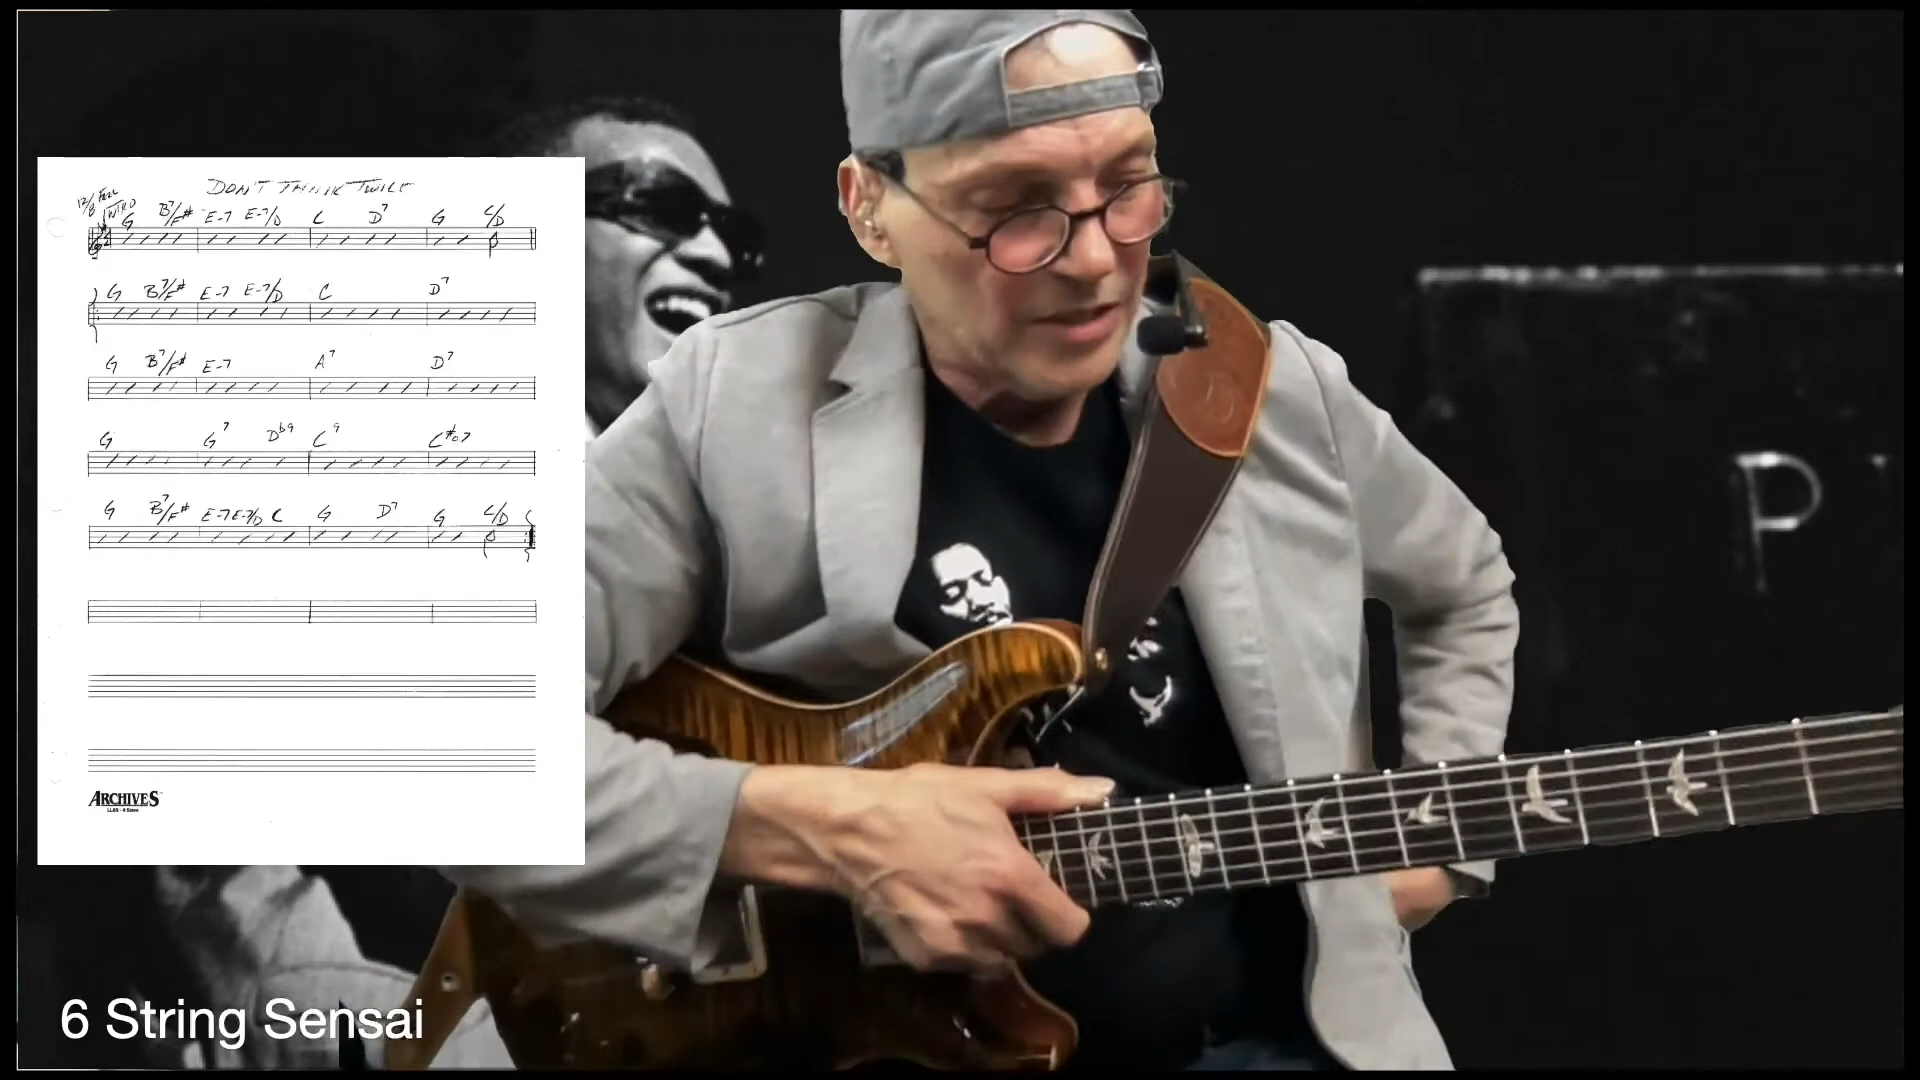 DON'T THINK TWICE
12/8 FEEL
INTRO
G B7/F# E-7 E-7/D C D7 G C/D
G B7/F# E-7 E-7/D C D7
G B7/F# E-7 A7 D7
G G7 Db9 C9 C#o7
G B7/F# E-7 E-7/D C G D7 G C/D
ARCHIVES
P
6 String Sensai